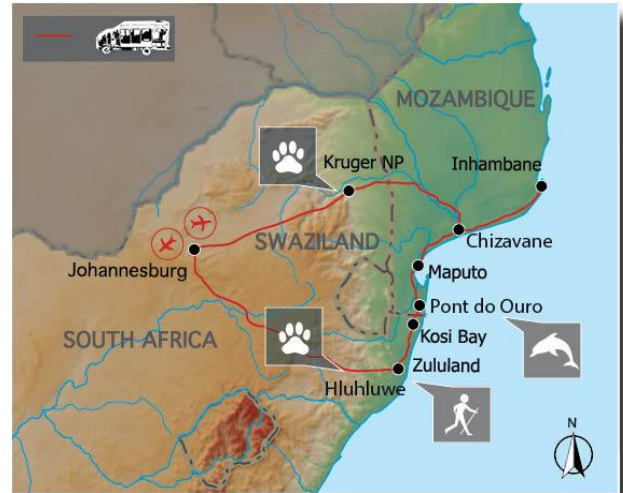 MOZAMBIQUE
Kruger NP
Inhambane
SWAZILAND
Chizavane
Johannesburg
Maputo
Pont do Ouro
SOUTH AFRICA
Kosi Bay
Zululand
Hluhluwe
N